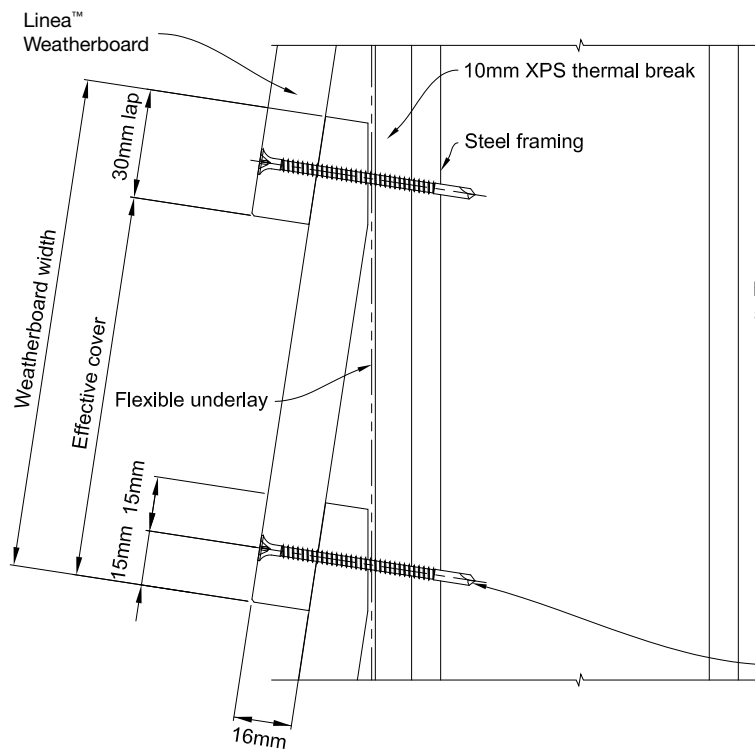 Linea™
Weatherboard
10mm XPS thermal break
30mm lap
Steel framing
Weatherboard width
Effective cover
Flexible underlay
15mm
15mm
16mm